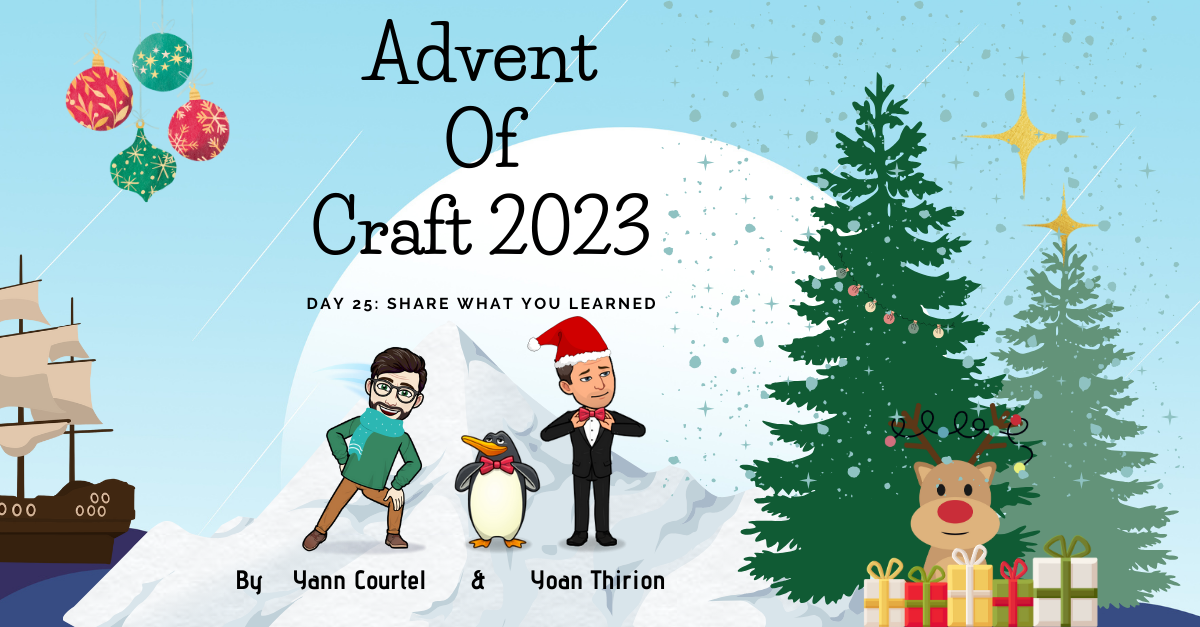 Advent
Of
Craft 2023
DAY 25: SHARE WHAT YOU LEARNED
By Yann Courtel & Yoan Thirion